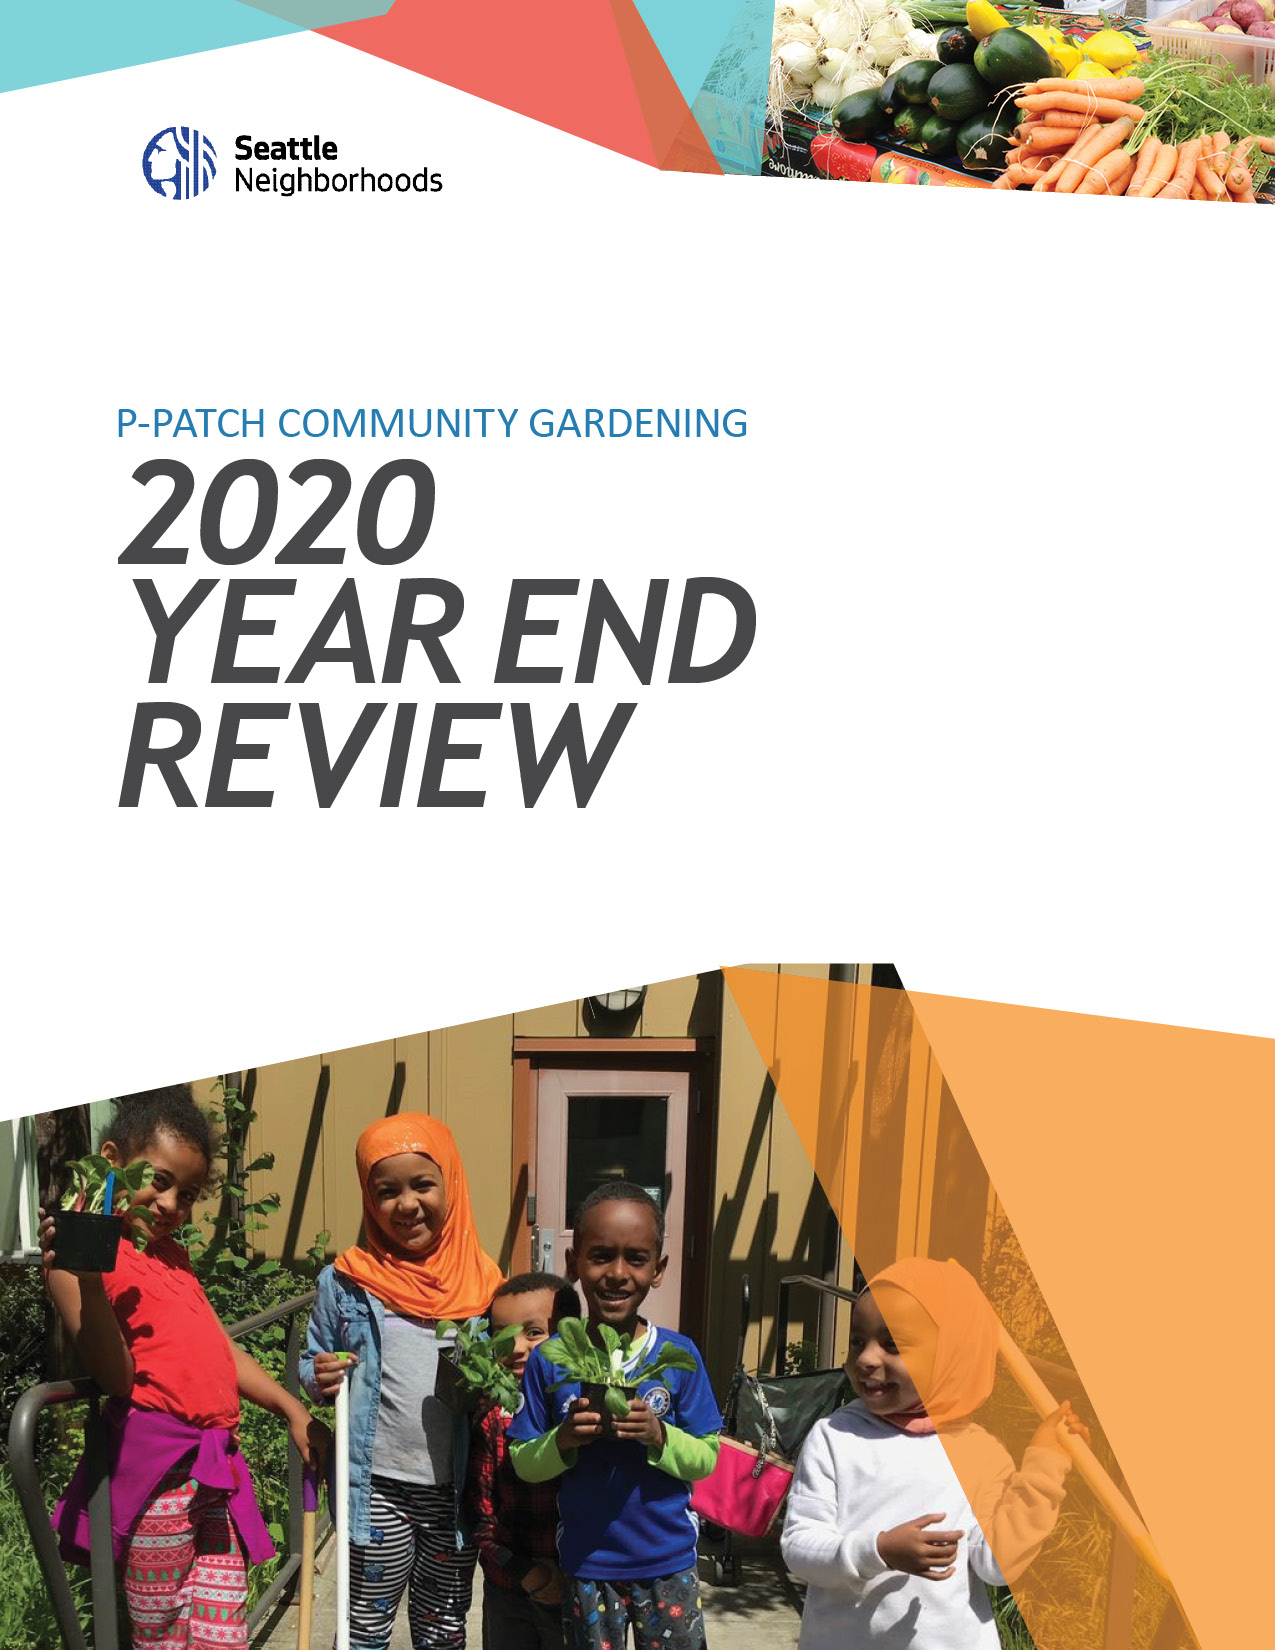 Seattle
Neighborhoods
P-PATCH COMMUNITY GARDENING
2020
YEAR END
REVIEW